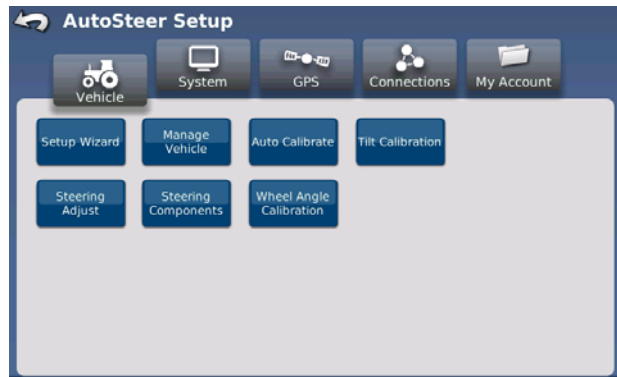 AutoSteer Setup
Vehicle
System
GPS
Connections
My Account
Setup Wizard
Manage
Vehicle
Auto Calibrate
Tilt Calibration
Steering
Adjust
Steering
Components
Wheel Angle
Calibration